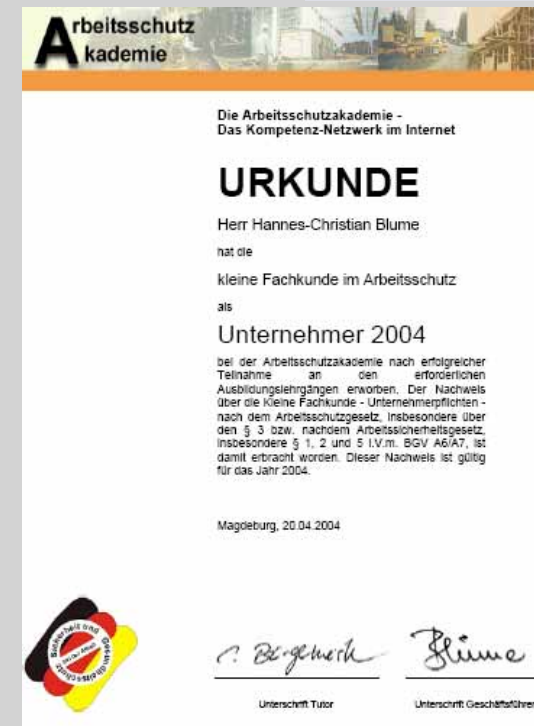 Arbeitsschutz
Akademie
Die Arbeitsschutzakademie -
Das Kompetenz-Netzwerk im Internet
URKUNDE
Herr Hannes-Christian Blume
hat die
kleine Fachkunde im Arbeitsschutz
als
Unternehmer 2004
bei der Arbeitsschutzakademie nach erfolgreicher
Teilnahme an den erforderlichen
Ausbildungslehrgängen erworben. Der Nachweis
über die Kleine Fachkunde - Unternehmerpflichten -
nach dem Arbeitsschutzgesetz, insbesondere über
den § 3 bzw. nachdem Arbeitssicherheitsgesetz,
insbesondere § 1, 2 und 5 i.V.m. BGV A6/A7, ist
damit erbracht worden. Dieser Nachweis ist gültig
für das Jahr 2004.
Magdeburg, 20.04.2004
Sicherheit und
Gesundheitsschutz
Blume
Unterschrift Tutor
Unterschrift Geschäftsführer